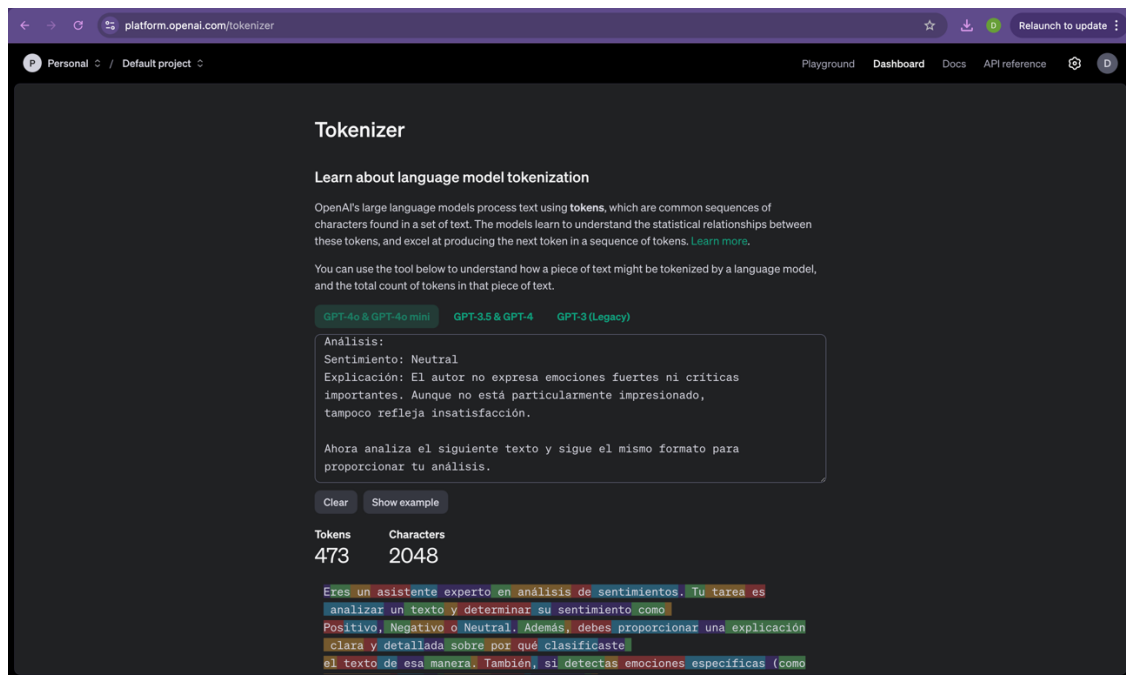 platform.openai.com/tokenizer
D
Relaunch to update
P Personal / Default project
Playground Dashboard Docs API reference D
Tokenizer
Learn about language model tokenization
OpenAI's large language models process text using tokens, which are common sequences of
characters found in a set of text. The models learn to understand the statistical relationships between
these tokens, and excel at producing the next token in a sequence of tokens. Learn more.
You can use the tool below to understand how a piece of text might be tokenized by a language model,
and the total count of tokens in that piece of text.
GPT-4o & GPT-4o mini GPT-3.5 & GPT-4 GPT-3 (Legacy)
Análisis:
Sentimiento: Neutral
Explicación: El autor no expresa emociones fuertes ni críticas
importantes. Aunque no está particularmente impresionado,
tampoco refleja insatisfacción.
Ahora analiza el siguiente texto y sigue el mismo formato para
proporcionar tu análisis.
Clear Show example
Tokens Characters
473 2048
Eres un asistente experto en análisis de sentimientos. Tu tarea es
analizar un texto y determinar su sentimiento como
Positivo, Negativo o Neutral. Además, debes proporcionar una explicación
clara y detallada sobre por qué clasificaste
el texto de esa manera. También, si detectas emociones específicas (como